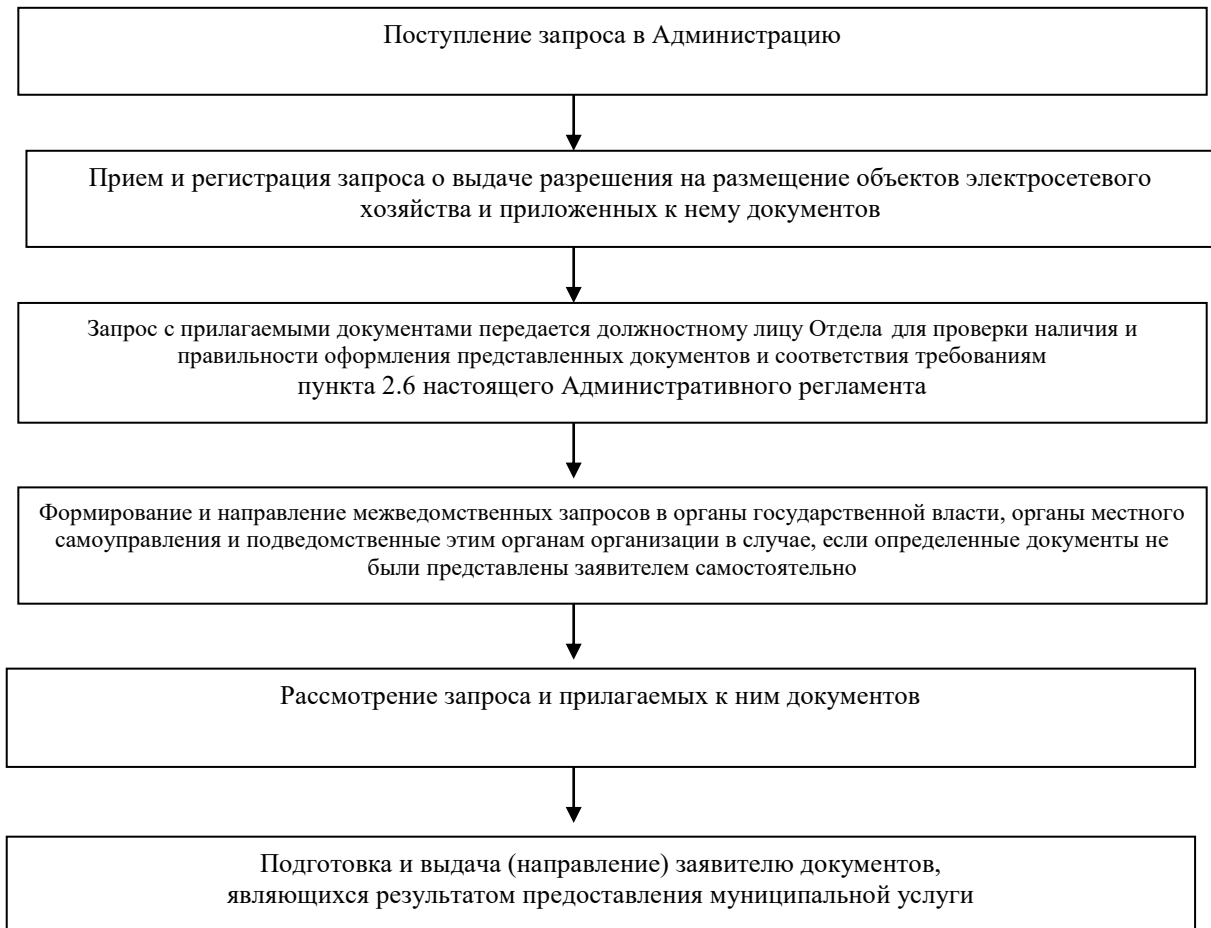 Поступление запроса в Администрацию
Прием и регистрация запроса о выдаче разрешения на размещение объектов электросетевого
хозяйства и приложенных к нему документов
Запрос с прилагаемыми документами передается должностному лицу Отдела для проверки наличия и
правильности оформления представленных документов и соответствия требованиям
пункта 2.6 настоящего Административного регламента
Формирование и направление межведомственных запросов в органы государственной власти, органы местного
самоуправления и подведомственные этим органам организации в случае, если определенные документы не
были представлены заявителем самостоятельно
Рассмотрение запроса и прилагаемых к ним документов
Подготовка и выдача (направление) заявителю документов,
являющихся результатом предоставления муниципальной услуги